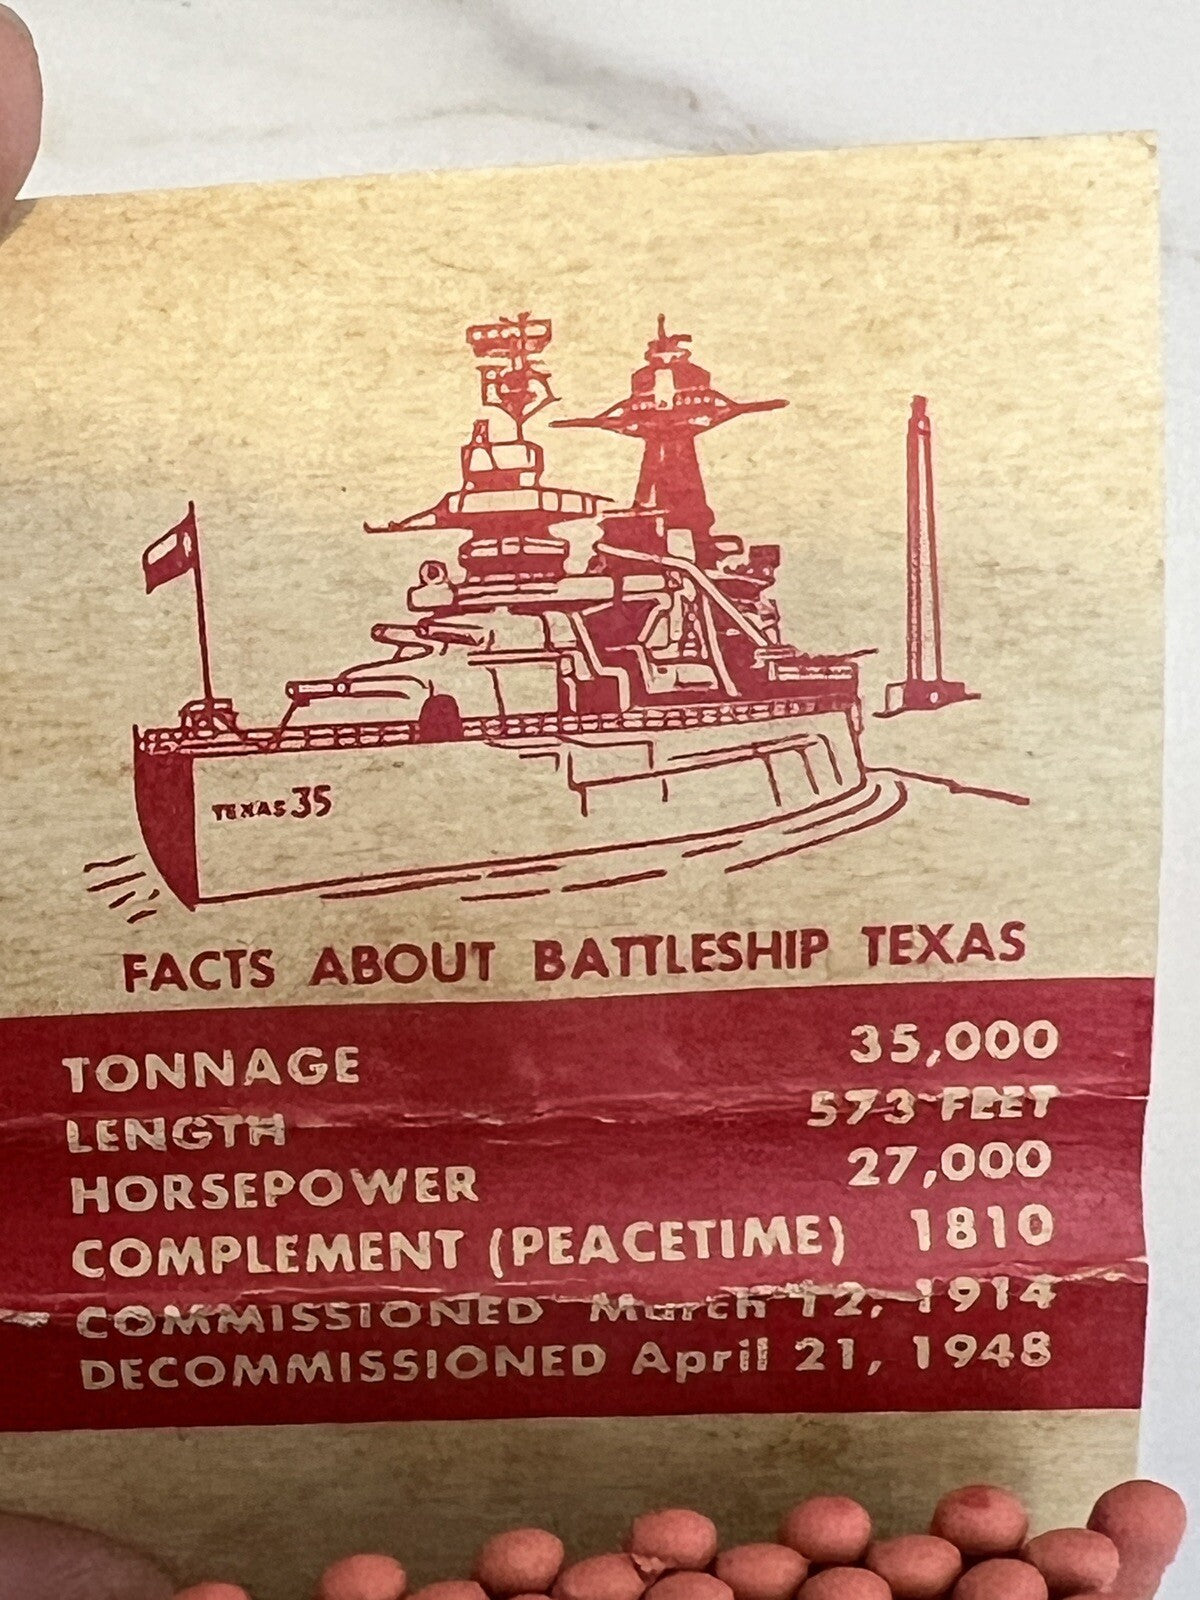 TEXAS 35
FACTS ABOUT BATTLESHIP TEXAS
TONNAGE 35,000
LENGTH 573 FEET
HORSEPOWER 27,000
COMPLEMENT (PEACETIME) 1810
COMMISSIONED March 12, 1914
DECOMMISSIONED April 21, 1948